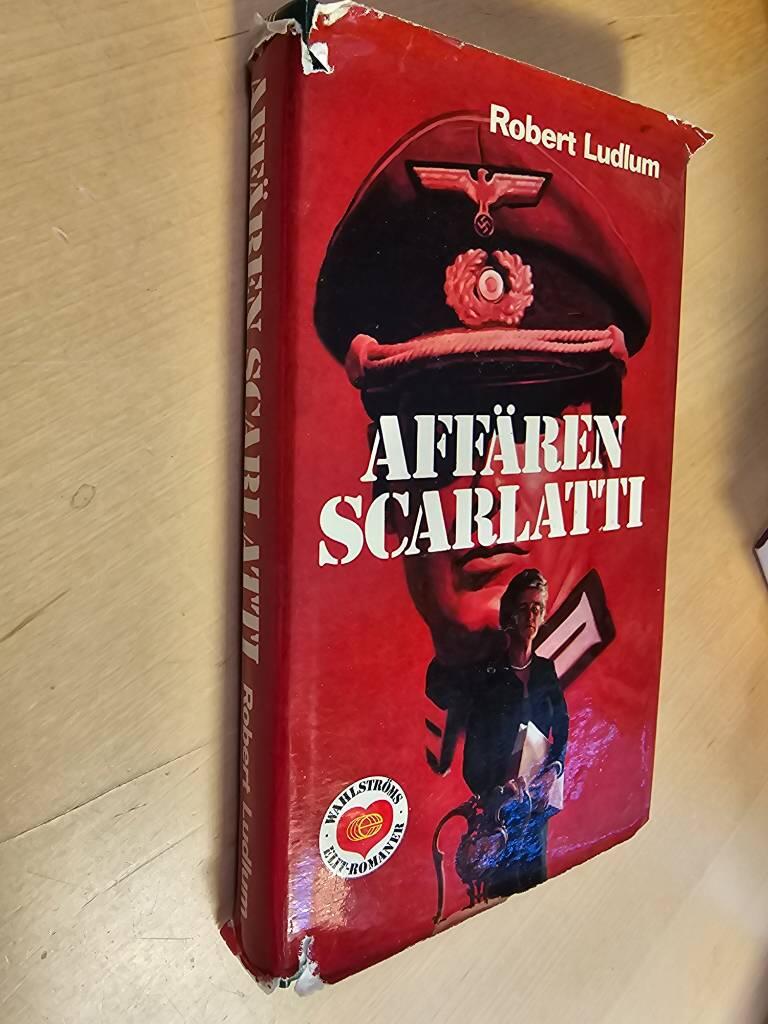 Robert Ludlum
AFFÄREN
SCARLATTI
· WAHLSTRÖMS ·
ELIT-ROMANER
AFFÄREN SCARLATTI Robert Ludlum